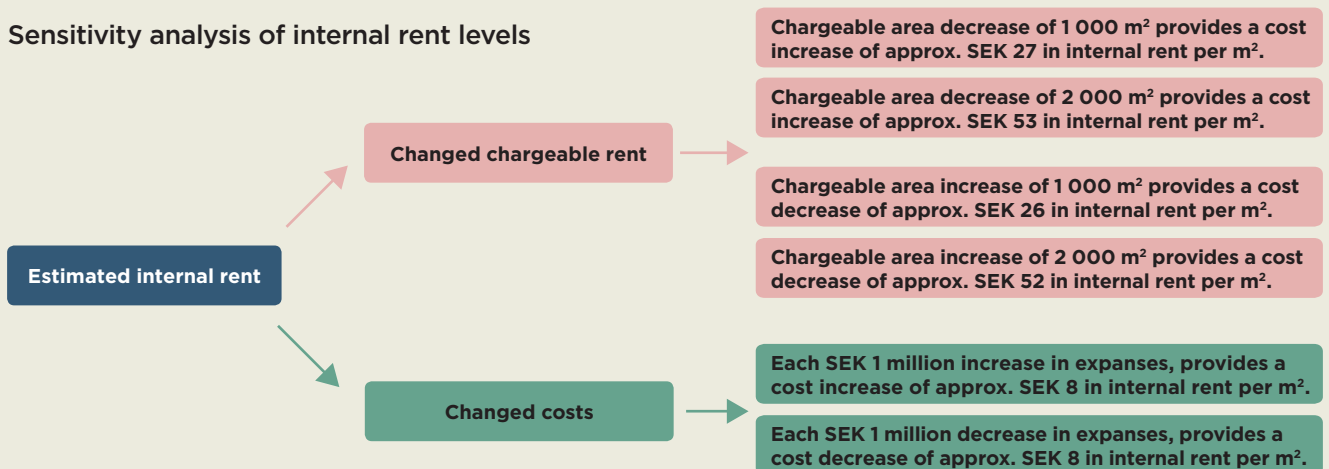 Sensitivity analysis of internal rent levels
Chargeable area decrease of 1 000 m² provides a cost
increase of approx. SEK 27 in internal rent per m².
Chargeable area decrease of 2 000 m² provides a cost
increase of approx. SEK 53 in internal rent per m².
Changed chargeable rent
Chargeable area increase of 1 000 m² provides a cost
decrease of approx. SEK 26 in internal rent per m².
Chargeable area increase of 2 000 m² provides a cost
decrease of approx. SEK 52 in internal rent per m².
Estimated internal rent
Each SEK 1 million increase in expanses, provides a
cost increase of approx. SEK 8 in internal rent per m².
Changed costs
Each SEK 1 million decrease in expanses, provides a
cost decrease of approx. SEK 8 in internal rent per m².